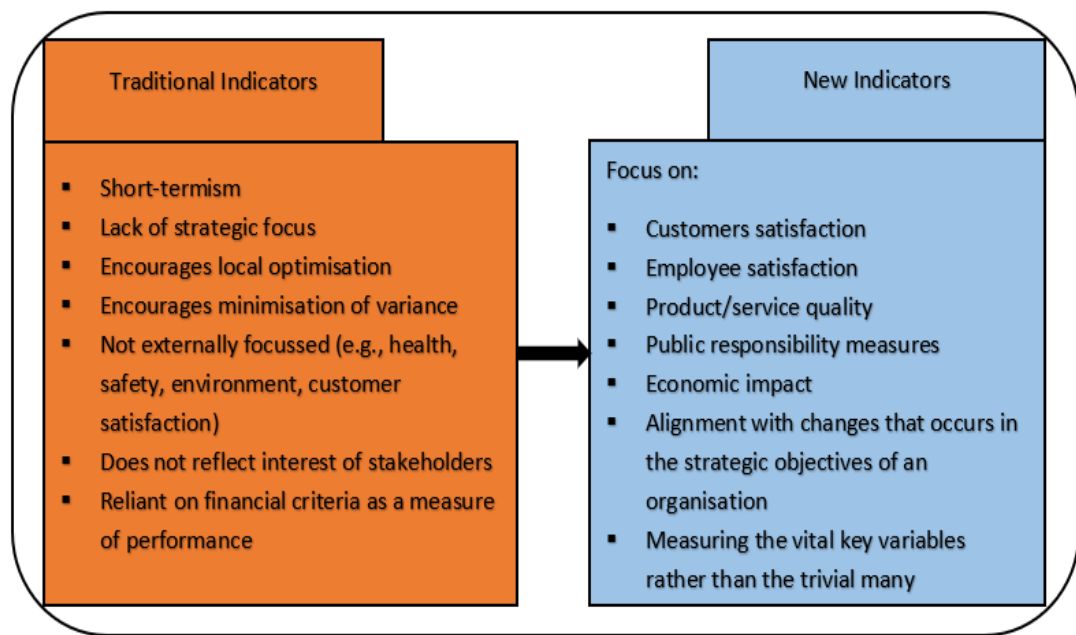 Traditional Indicators
▪ Short-termism
▪ Lack of strategic focus
▪ Encourages local optimisation
▪ Encourages minimisation of variance
▪ Not externally focussed (e.g., health,
safety, environment, customer
satisfaction)
▪ Does not reflect interest of stakeholders
▪ Reliant on financial criteria as a measure
of performance
New Indicators
Focus on:
▪ Customers satisfaction
▪ Employee satisfaction
▪ Product/service quality
▪ Public responsibility measures
▪ Economic impact
▪ Alignment with changes that occurs in
the strategic objectives of an
organisation
▪ Measuring the vital key variables
rather than the trivial many